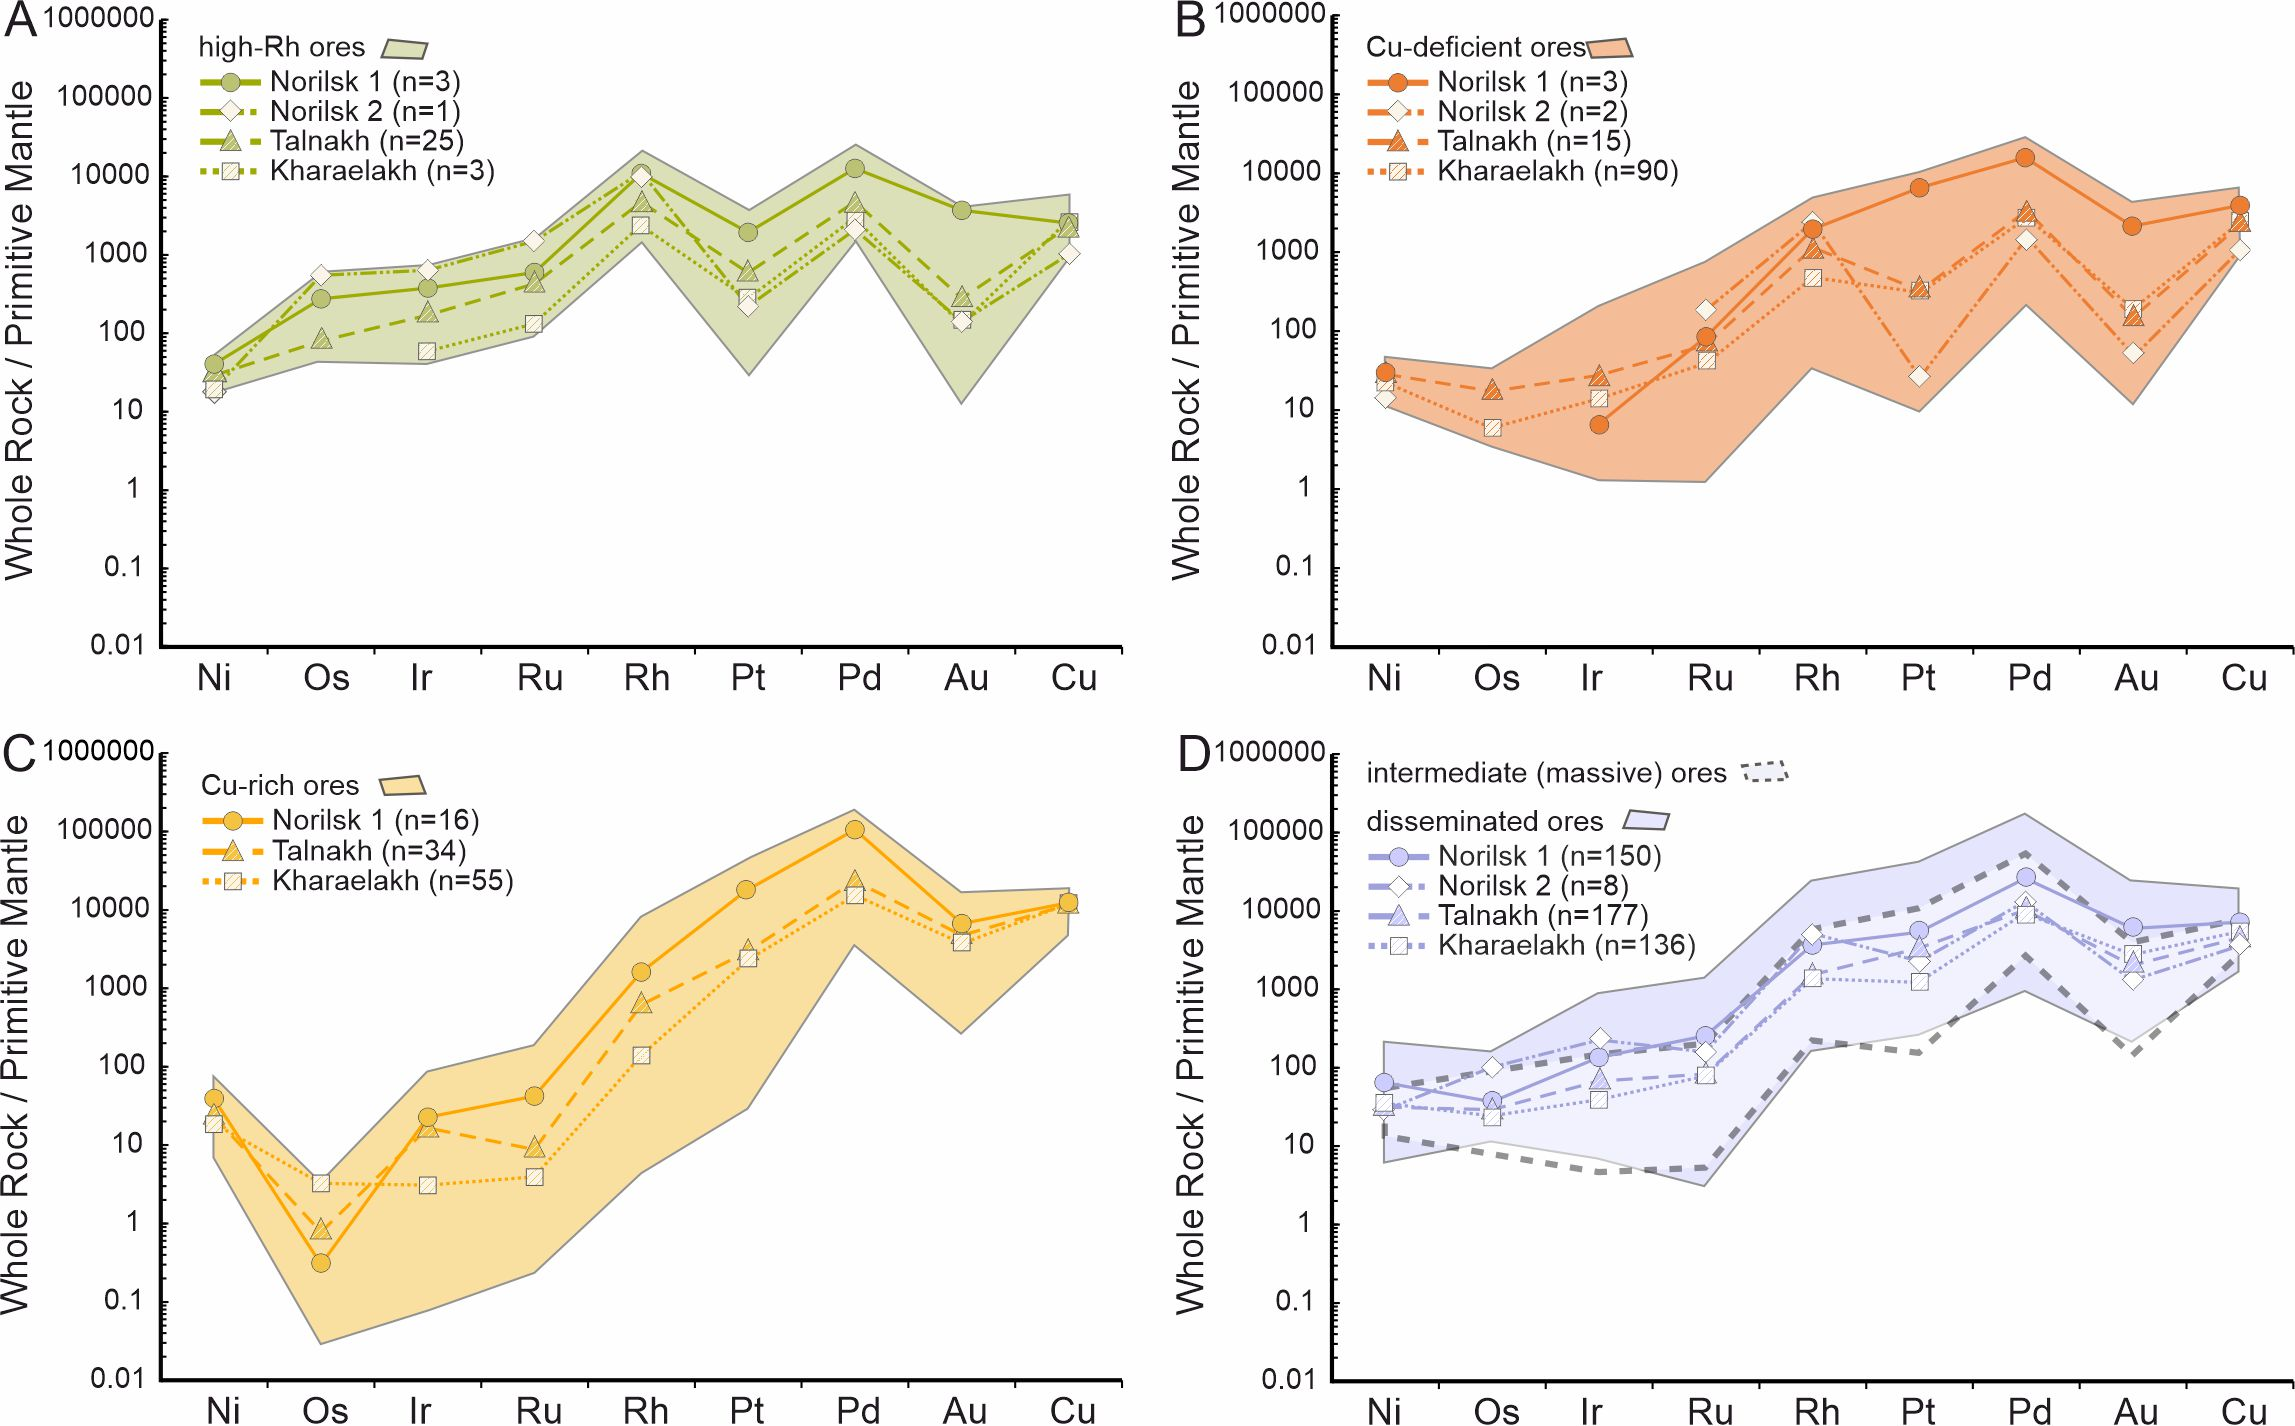 A
Whole Rock / Primitive Mantle
1000000
100000
10000
1000
100
10
1
0.1
0.01
high-Rh ores
Norilsk 1 (n=3)
Norilsk 2 (n=1)
Talnakh (n=25)
Kharaelakh (n=3)
Ni Os Ir Ru Rh Pt Pd Au Cu
B
Whole Rock / Primitive Mantle
1000000
100000
10000
1000
100
10
1
0.1
0.01
Cu-deficient ores
Norilsk 1 (n=3)
Norilsk 2 (n=2)
Talnakh (n=15)
Kharaelakh (n=90)
Ni Os Ir Ru Rh Pt Pd Au Cu
C
Whole Rock / Primitive Mantle
1000000
100000
10000
1000
100
10
1
0.1
0.01
Cu-rich ores
Norilsk 1 (n=16)
Talnakh (n=34)
Kharaelakh (n=55)
Ni Os Ir Ru Rh Pt Pd Au Cu
D
Whole Rock / Primitive Mantle
1000000
100000
10000
1000
100
10
1
0.1
0.01
intermediate (massive) ores
disseminated ores
Norilsk 1 (n=150)
Norilsk 2 (n=8)
Talnakh (n=177)
Kharaelakh (n=136)
Ni Os Ir Ru Rh Pt Pd Au Cu